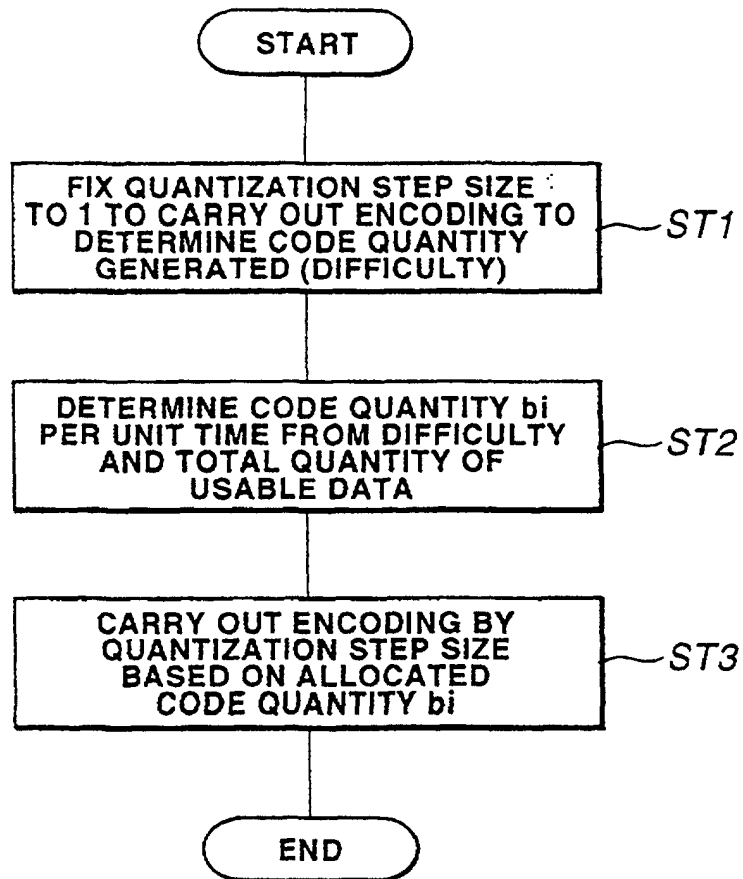 START
FIX QUANTIZATION STEP SIZE
TO 1 TO CARRY OUT ENCODING TO
DETERMINE CODE QUANTITY
GENERATED (DIFFICULTY)
ST1
DETERMINE CODE QUANTITY bi
PER UNIT TIME FROM DIFFICULTY
AND TOTAL QUANTITY OF
USABLE DATA
ST2
CARRY OUT ENCODING BY
QUANTIZATION STEP SIZE
BASED ON ALLOCATED
CODE QUANTITY bi
ST3
END